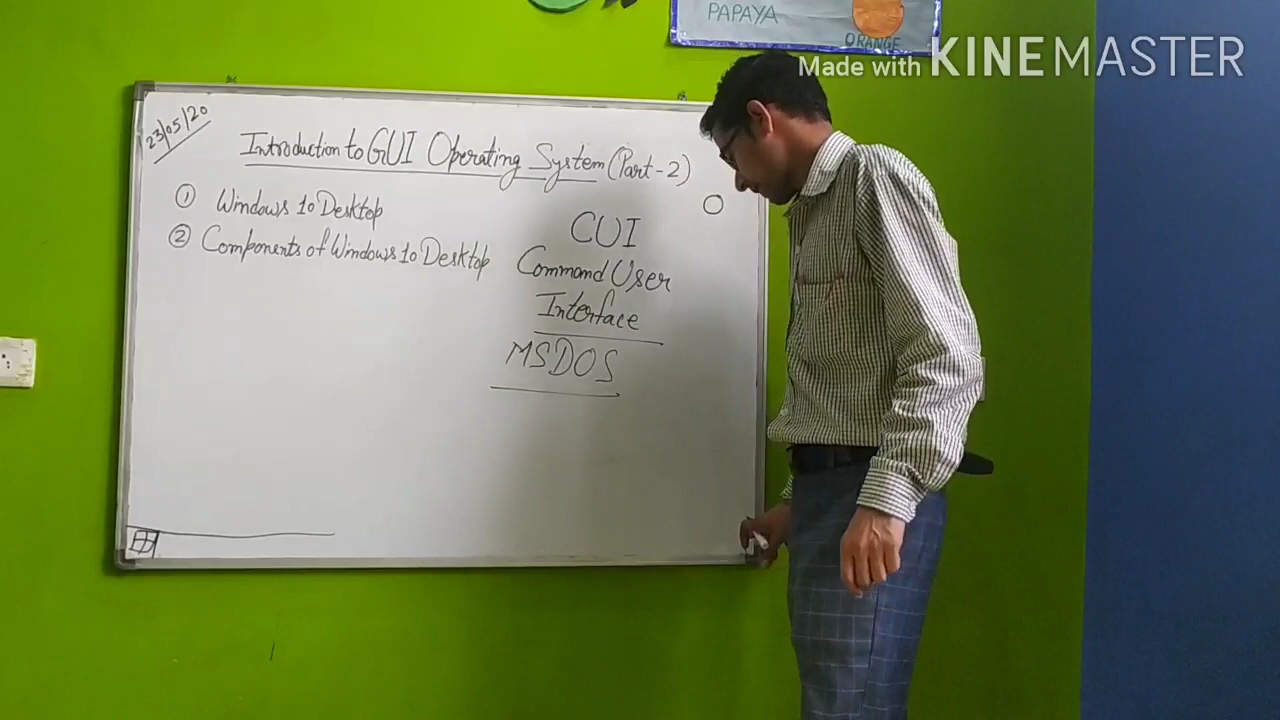 PAPAYA
ORANGE
Made with KINEMASTER
23/05/20
Introduction to GUI Operating System (Part-2)
① Windows 10 Desktop
② Components of Windows 10 Desktop
CUI
Command User
Interface
MSDOS